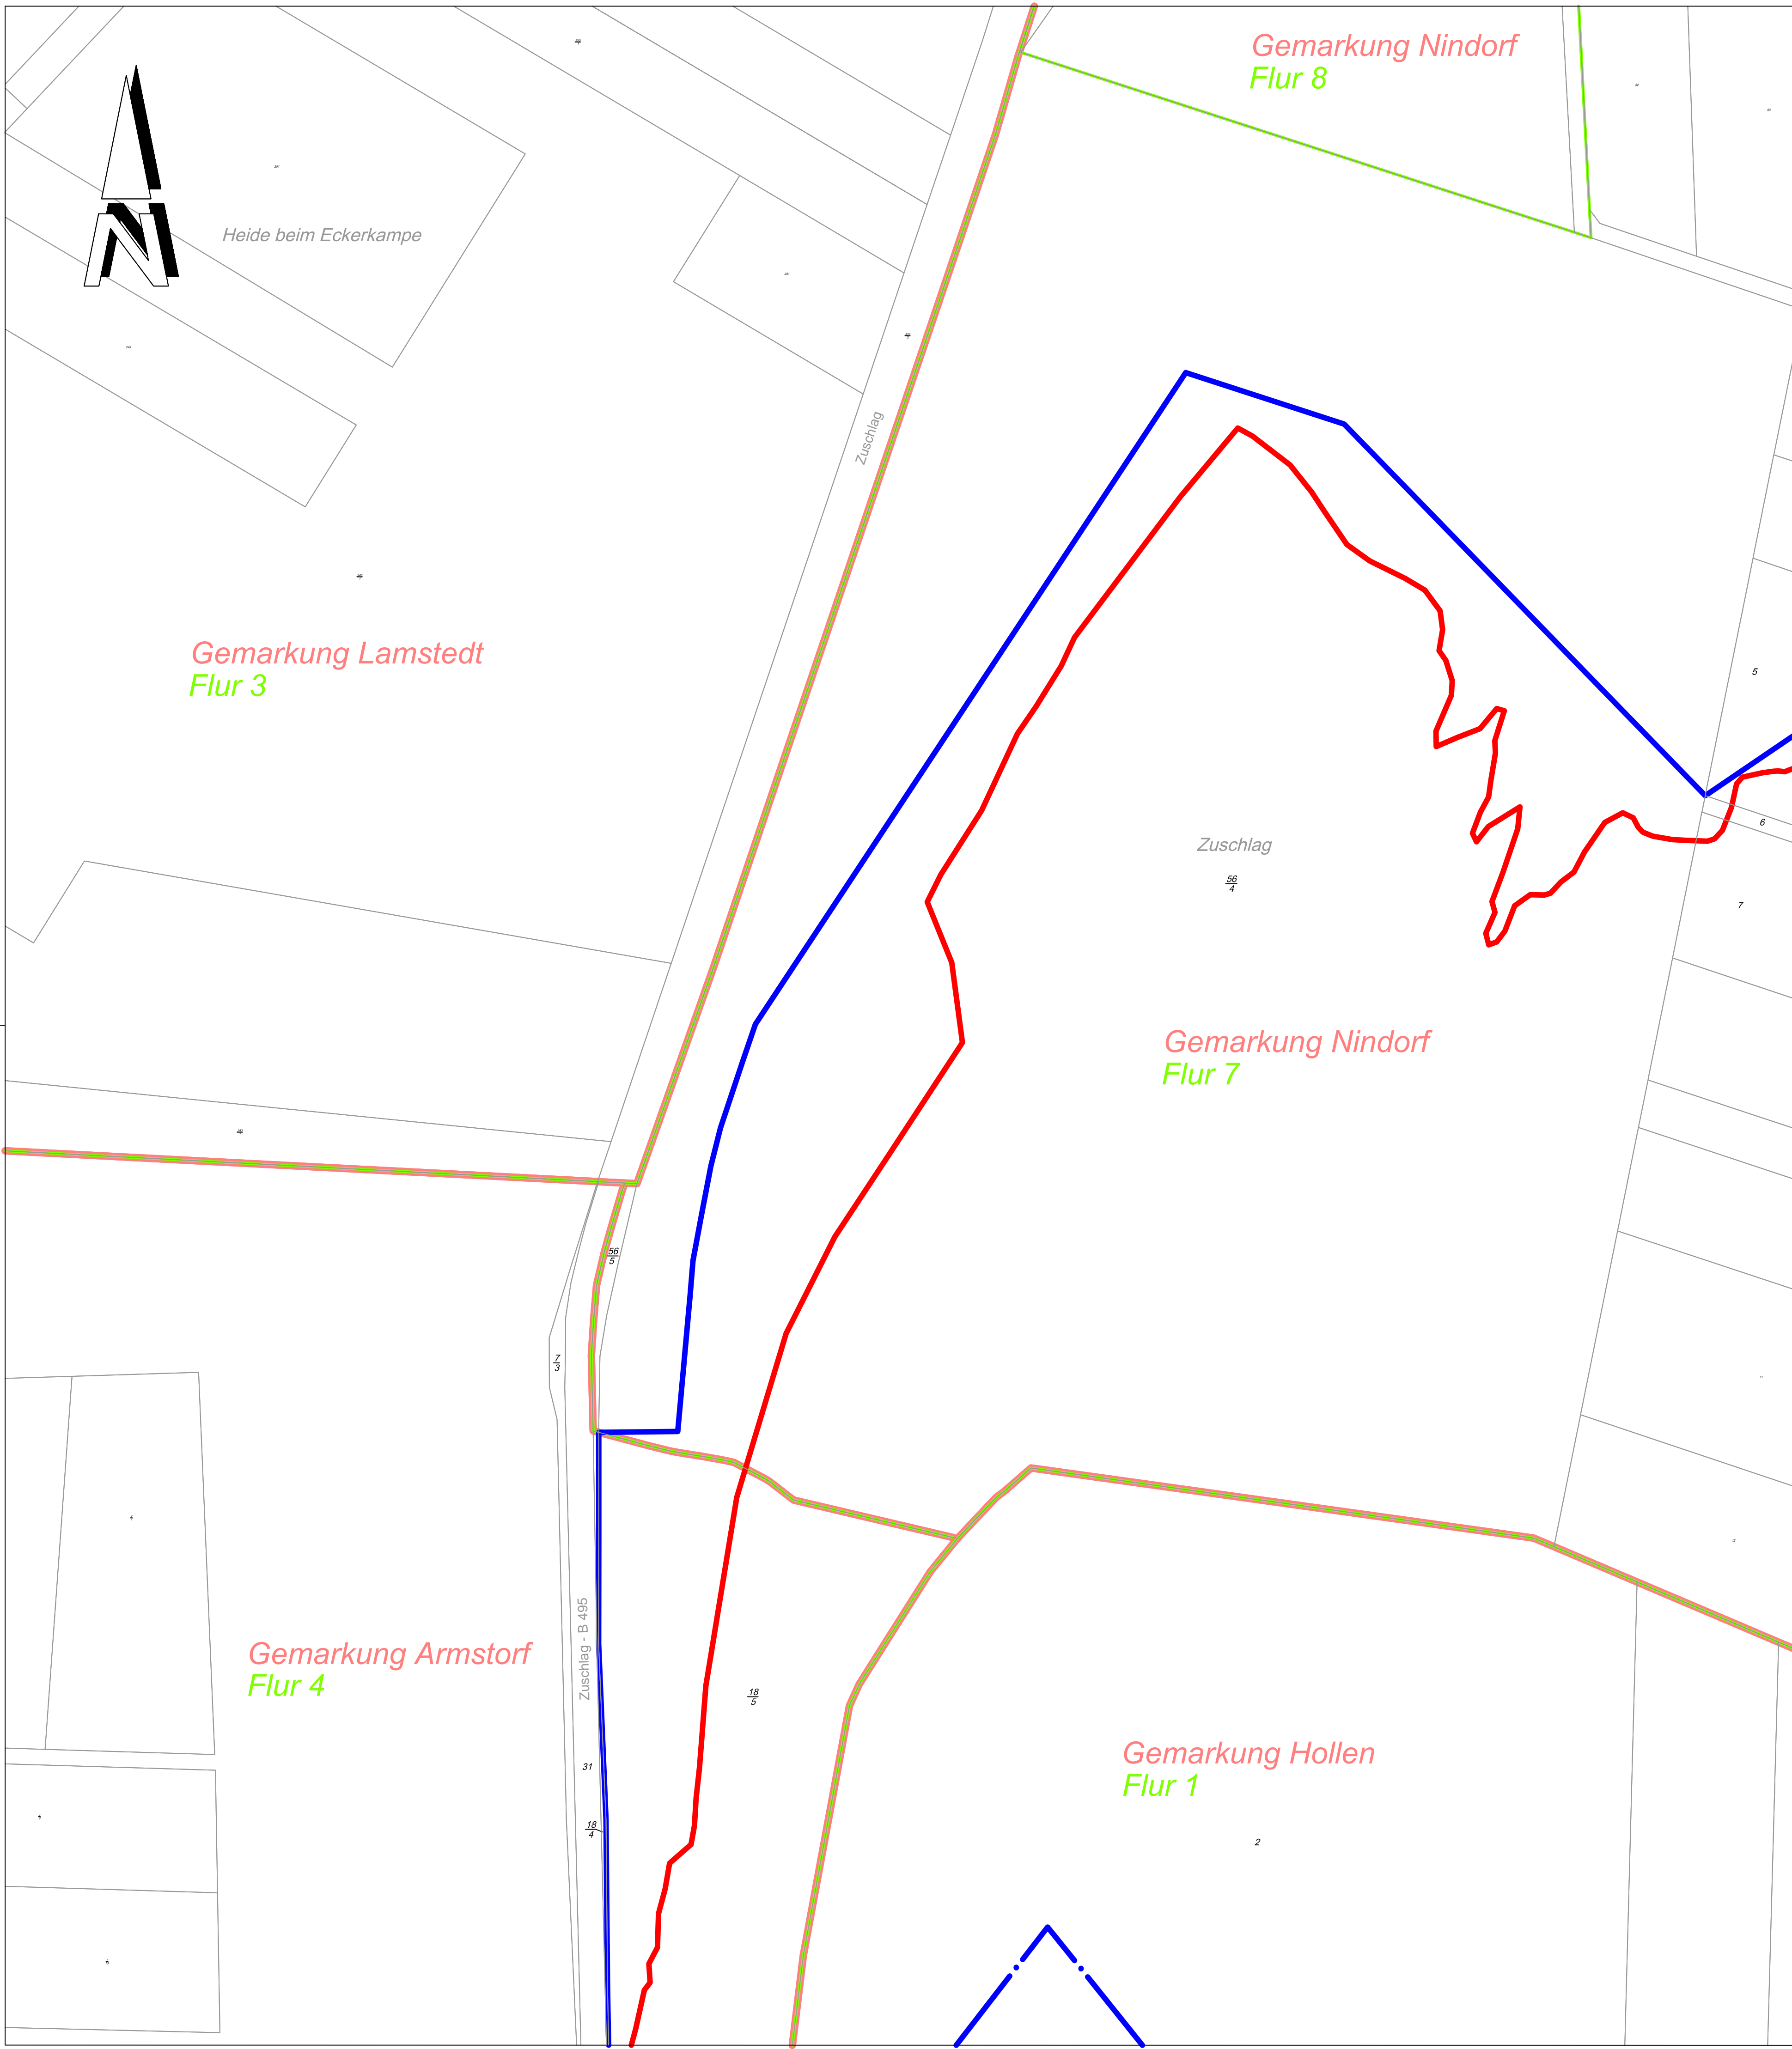 Gemarkung Nindorf
Flur 8
N
Heide beim Eckerkampe
Zuschlag
Gemarkung Lamstedt
Flur 3
5
6
Zuschlag
56
4
7
Gemarkung Nindorf
Flur 7
56
5
7
3
Zuschlag - B 495
Gemarkung Armstorf
Flur 4
18
5
31
18
4
Gemarkung Hollen
Flur 1
2